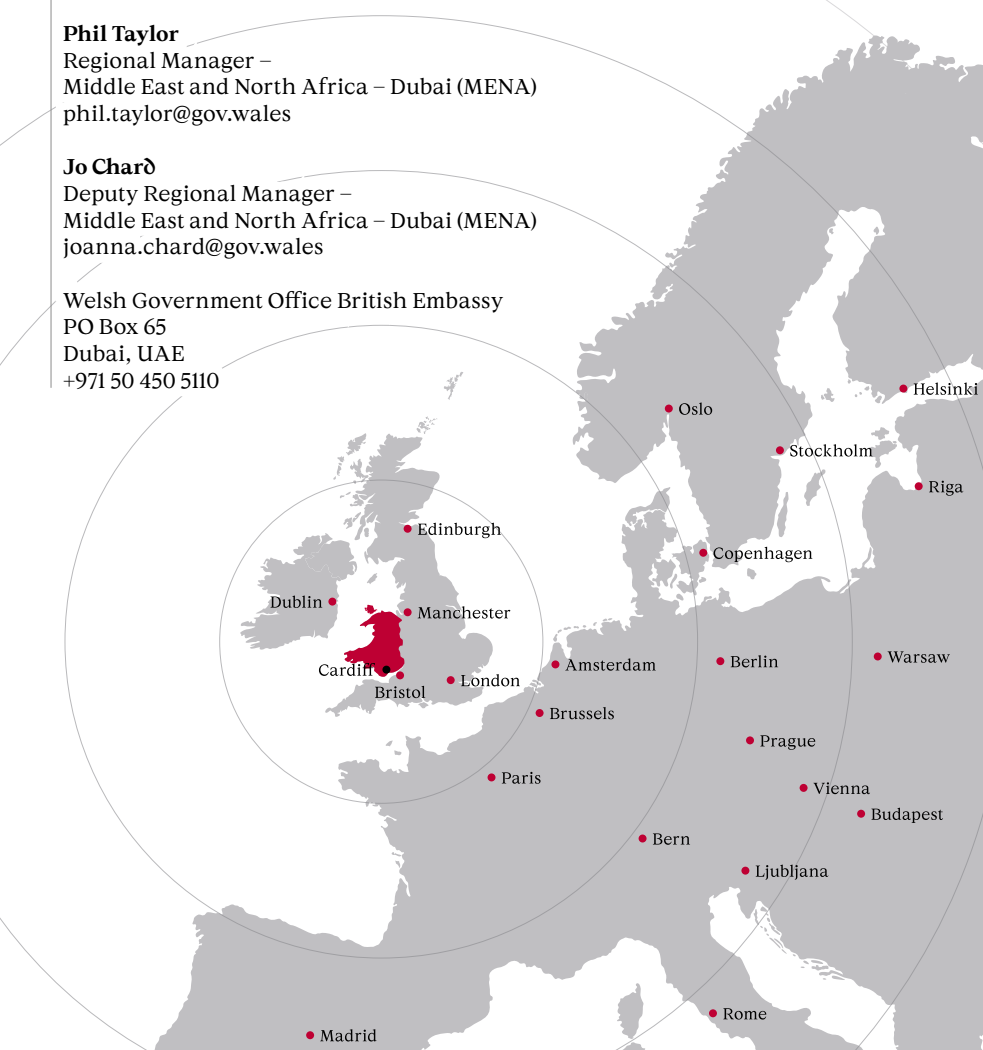 Phil Taylor
Regional Manager –
Middle East and North Africa – Dubai (MENA)
phil.taylor@gov.wales
Jo Chard
Deputy Regional Manager –
Middle East and North Africa – Dubai (MENA)
joanna.chard@gov.wales
Welsh Government Office British Embassy
PO Box 65
Dubai, UAE
+971 50 450 5110
Helsinki
Oslo
Stockholm
Riga
Edinburgh
Copenhagen
Dublin
Manchester
Warsaw
Berlin
Amsterdam
Cardiff
London
Bristol
Brussels
Prague
Paris
Vienna
Budapest
Bern
Ljubljana
Rome
Madrid